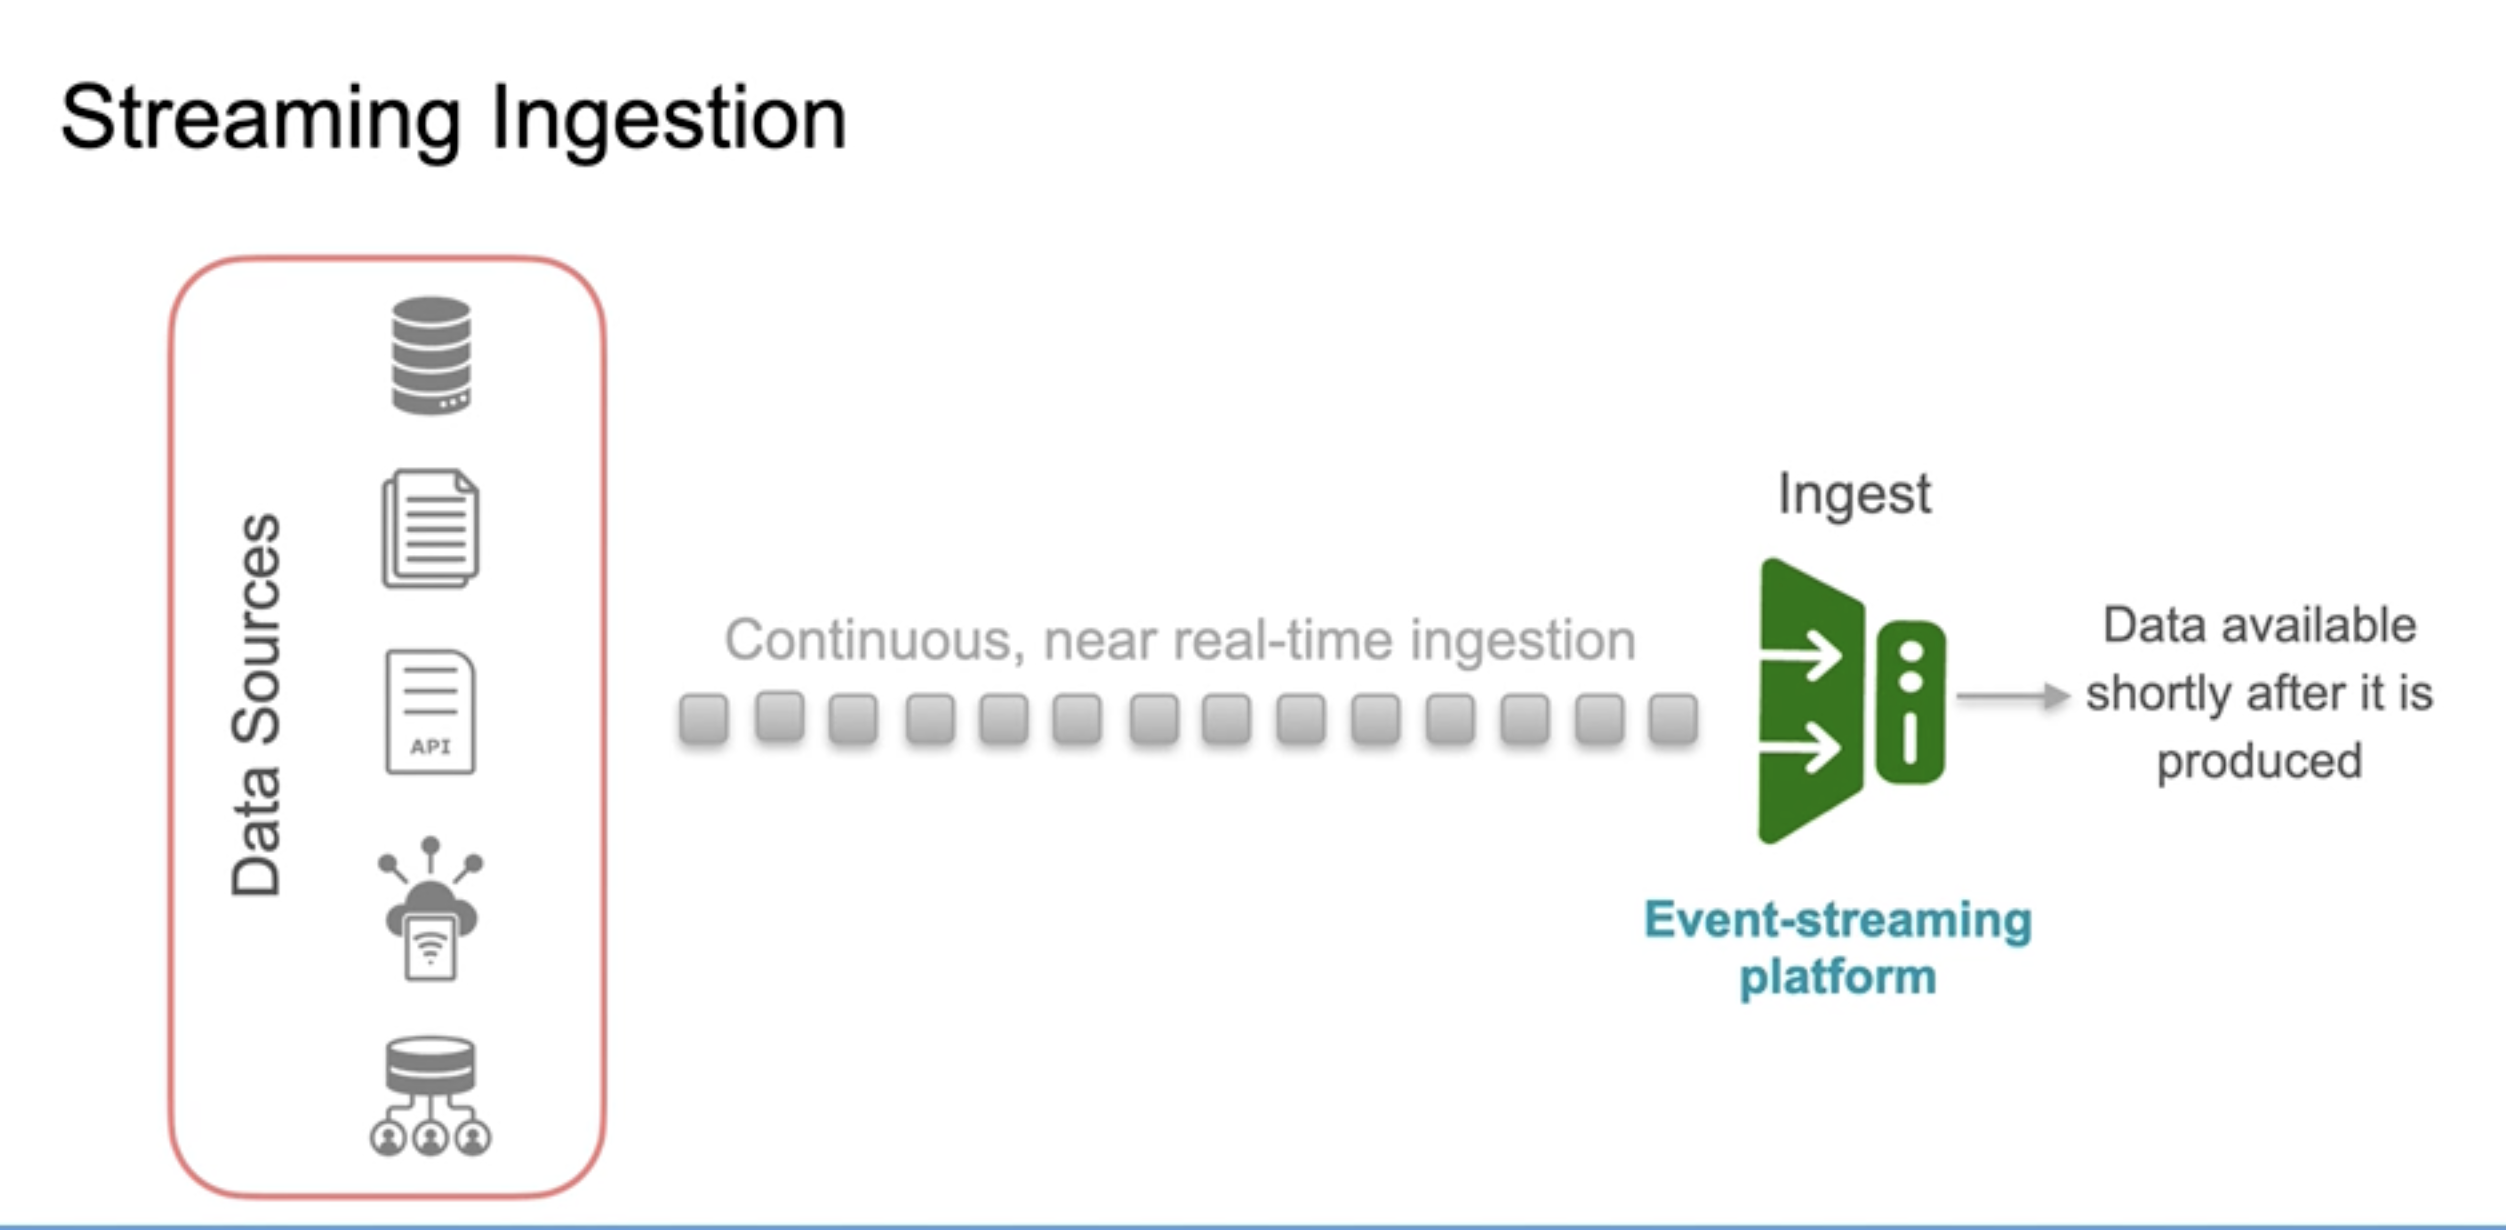 Streaming Ingestion
Data Sources
API
Continuous, near real-time ingestion
Ingest
Event-streaming
platform
Data available
shortly after it is
produced